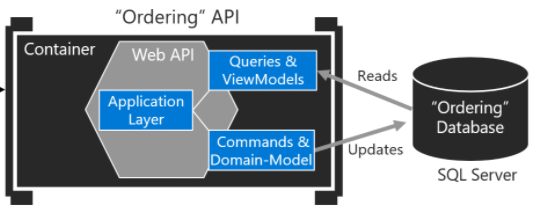 “Ordering” API
Container
Web API
Queries &
ViewModels
Application
Layer
Commands &
Domain-Model
Reads
Updates
“Ordering”
Database
SQL Server